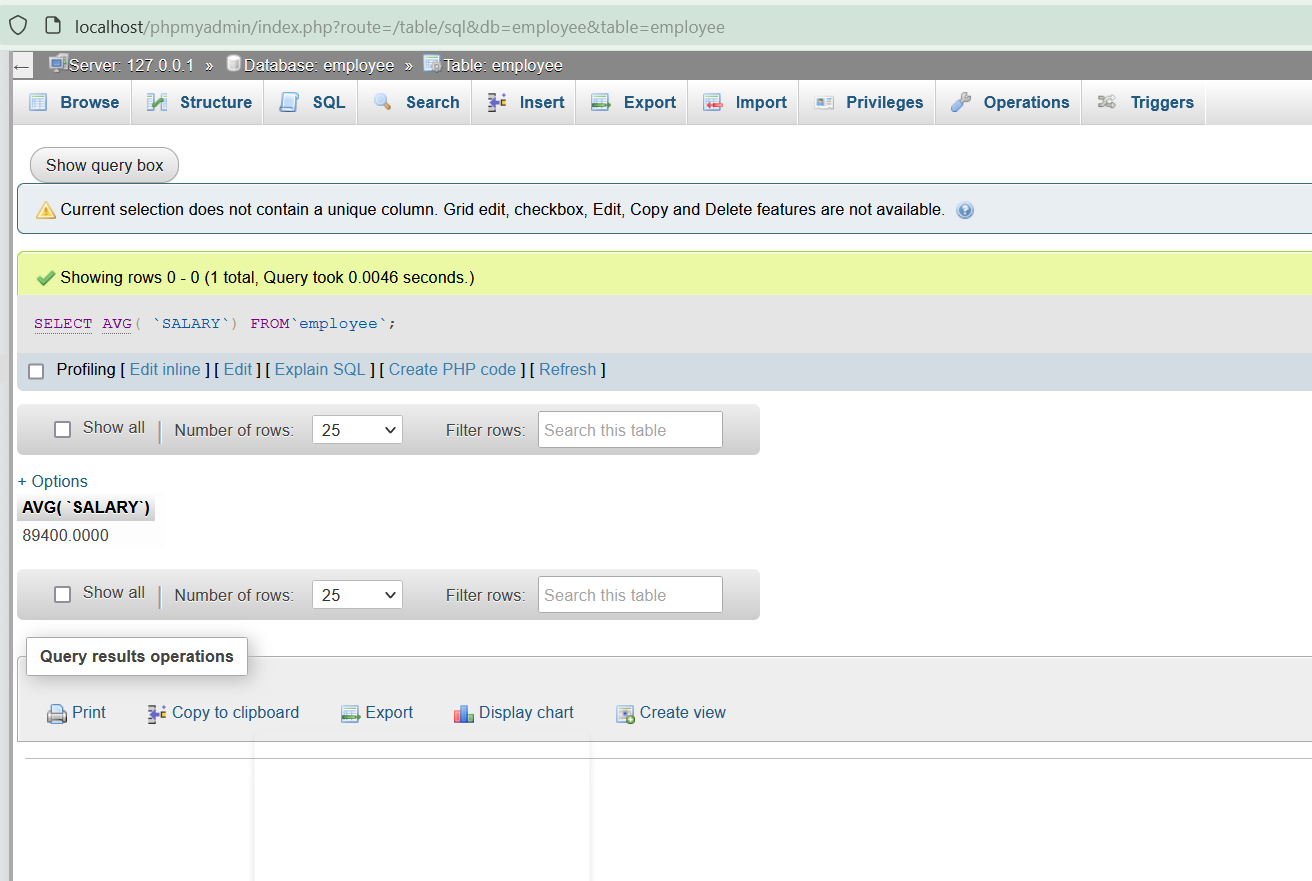 localhost/phpmyadmin/index.php?route=/table/sql&db=employee&table=employee
← Server: 127.0.0.1 » Database: employee » Table: employee
Browse Structure SQL Search Insert Export Import Privileges Operations Triggers
Show query box
Current selection does not contain a unique column. Grid edit, checkbox, Edit, Copy and Delete features are not available.
Showing rows 0 - 0 (1 total, Query took 0.0046 seconds.)
SELECT AVG( `SALARY`) FROM`employee`;
Profiling [ Edit inline ] [ Edit ] [ Explain SQL ] [ Create PHP code ] [ Refresh ]
Show all | Number of rows: 25 Filter rows: Search this table
+ Options
AVG( `SALARY`)
89400.0000
Show all | Number of rows: 25 Filter rows: Search this table
Query results operations
Print Copy to clipboard Export Display chart Create view